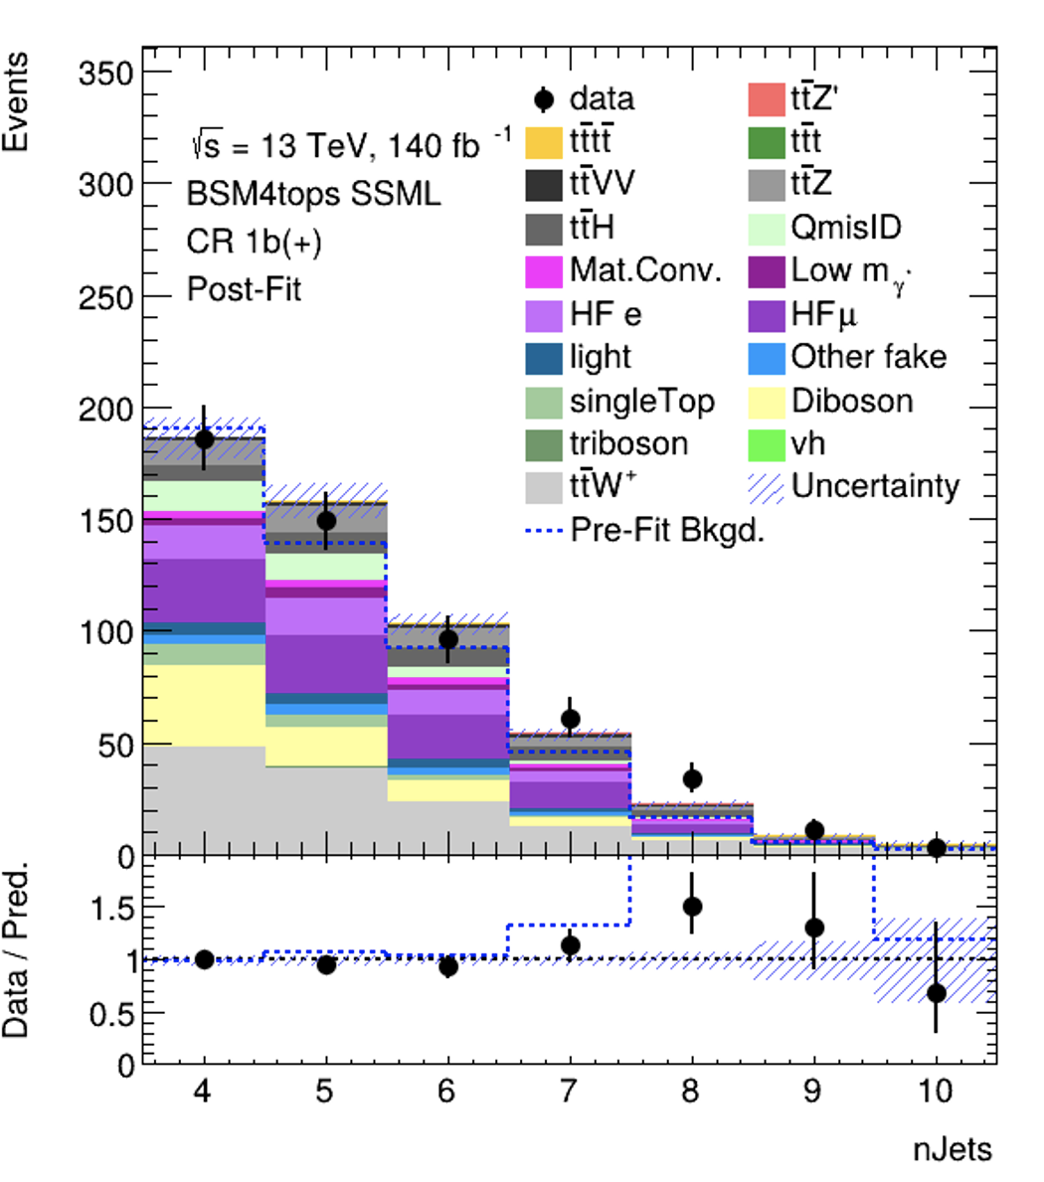 Events
350
300
250
200
150
100
50
0
√s = 13 TeV, 140 fb⁻¹
BSM4tops SSML
CR 1b(+)
Post-Fit
data
tt̄Z'
tt̄tt̄
tt̄t
tt̄VV
tt̄Z
tt̄H
QmisID
Mat.Conv.
Low m_γ*
HF e
HFμ
light
Other fake
singleTop
Diboson
triboson
vh
tt̄W⁺
Uncertainty
Pre-Fit Bkgd.
Data / Pred.
1.5
1
0.5
0
4 5 6 7 8 9 10
nJets